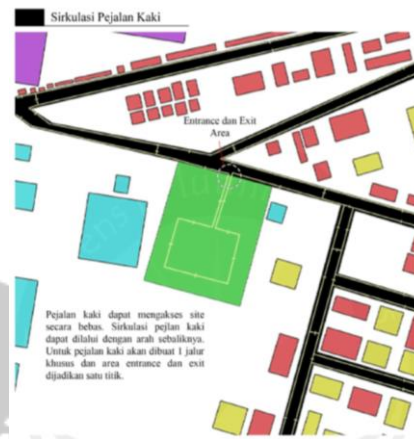 Sirkulasi Pejalan Kaki
Entrance dan Exit
Area
Pejalan kaki dapat mengakses site
secara bebas. Sirkulasi pejlan kaki
dapat dilalui dengan arah sebaliknya.
Untuk pejalan kaki akan dibuat 1 jalur
khusus dan area entrance dan exit
dijadikan satu titik.